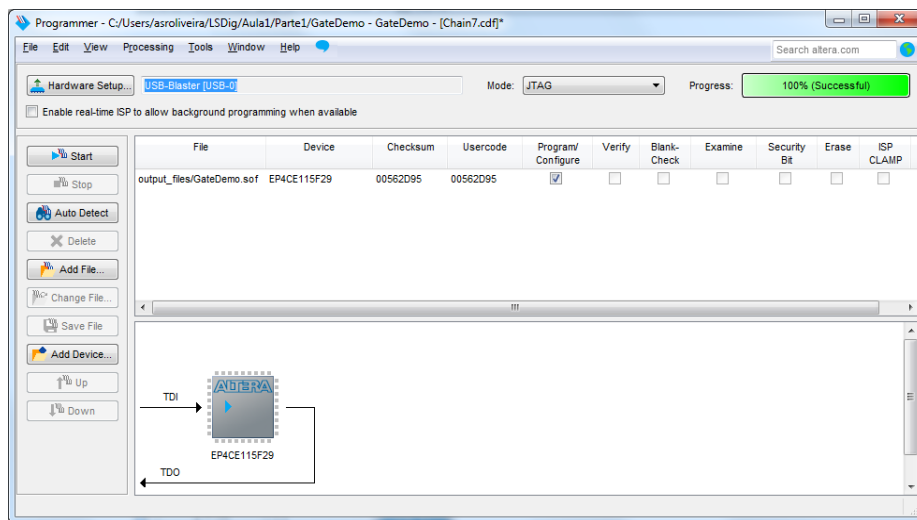 Programmer - C:/Users/asroliveira/LSDig/Aula1/Parte1/GateDemo - GateDemo - [Chain7.cdf]*
File Edit View Processing Tools Window Help Search altera.com
Hardware Setup... USB-Blaster [USB-0] Mode: JTAG Progress: 100% (Successful)
Enable real-time ISP to allow background programming when available
Start
Stop
Auto Detect
Delete
Add File...
Change File...
Save File
Add Device...
Up
Down
File Device Checksum Usercode Program/ Verify Blank- Examine Security Erase ISP
Configure Check Bit CLAMP
output_files/GateDemo.sof EP4CE115F29 00562D95 00562D95
ALTERA
TDI
EP4CE115F29
TDO